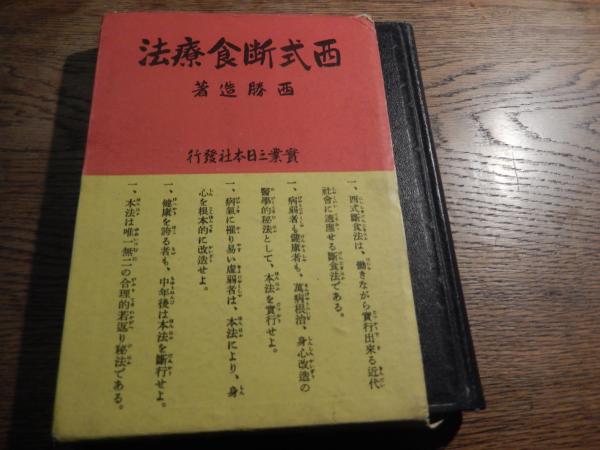 西式断食療法
西勝造著
實業之日本社發行
一、西式斷食法は、働きながら實行出來る近代
社會に適應せる斷食法である。
一、病弱者も健康者も、萬病根治、身心改造の
醫學的秘法として、本法を實行せよ。
一、病氣に罹り易い虚弱者は、本法により、身
心を根本的に改造せよ。
一、健康を誇る者も、中年後は本法を斷行せよ。
一、本法は唯一無二の合理的若返り秘法である。